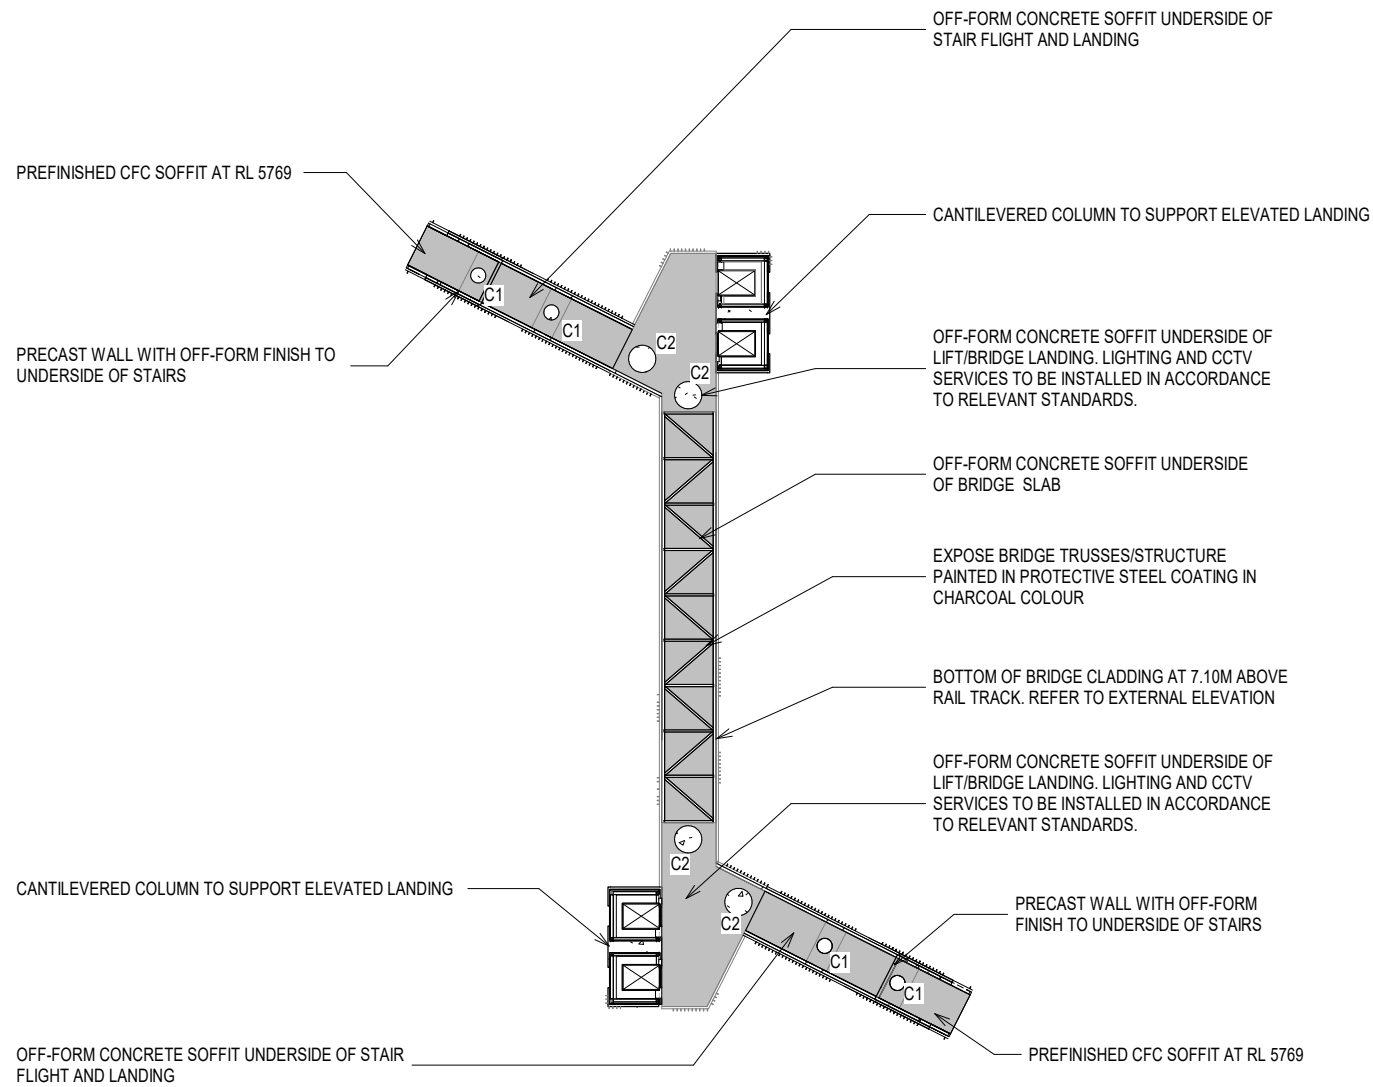 OFF-FORM CONCRETE SOFFIT UNDERSIDE OF
STAIR FLIGHT AND LANDING
PREFINISHED CFC SOFFIT AT RL 5769
CANTILEVERED COLUMN TO SUPPORT ELEVATED LANDING
C1
C1
PRECAST WALL WITH OFF-FORM FINISH TO
UNDERSIDE OF STAIRS
C2
C2
OFF-FORM CONCRETE SOFFIT UNDERSIDE OF
LIFT/BRIDGE LANDING. LIGHTING AND CCTV
SERVICES TO BE INSTALLED IN ACCORDANCE
TO RELEVANT STANDARDS.
OFF-FORM CONCRETE SOFFIT UNDERSIDE
OF BRIDGE SLAB
EXPOSE BRIDGE TRUSSES/STRUCTURE
PAINTED IN PROTECTIVE STEEL COATING IN
CHARCOAL COLOUR
BOTTOM OF BRIDGE CLADDING AT 7.10M ABOVE
RAIL TRACK. REFER TO EXTERNAL ELEVATION
OFF-FORM CONCRETE SOFFIT UNDERSIDE OF
LIFT/BRIDGE LANDING. LIGHTING AND CCTV
SERVICES TO BE INSTALLED IN ACCORDANCE
TO RELEVANT STANDARDS.
C2
CANTILEVERED COLUMN TO SUPPORT ELEVATED LANDING
C2
PRECAST WALL WITH OFF-FORM
FINISH TO UNDERSIDE OF STAIRS
C1
C1
OFF-FORM CONCRETE SOFFIT UNDERSIDE OF STAIR
FLIGHT AND LANDING
PREFINISHED CFC SOFFIT AT RL 5769